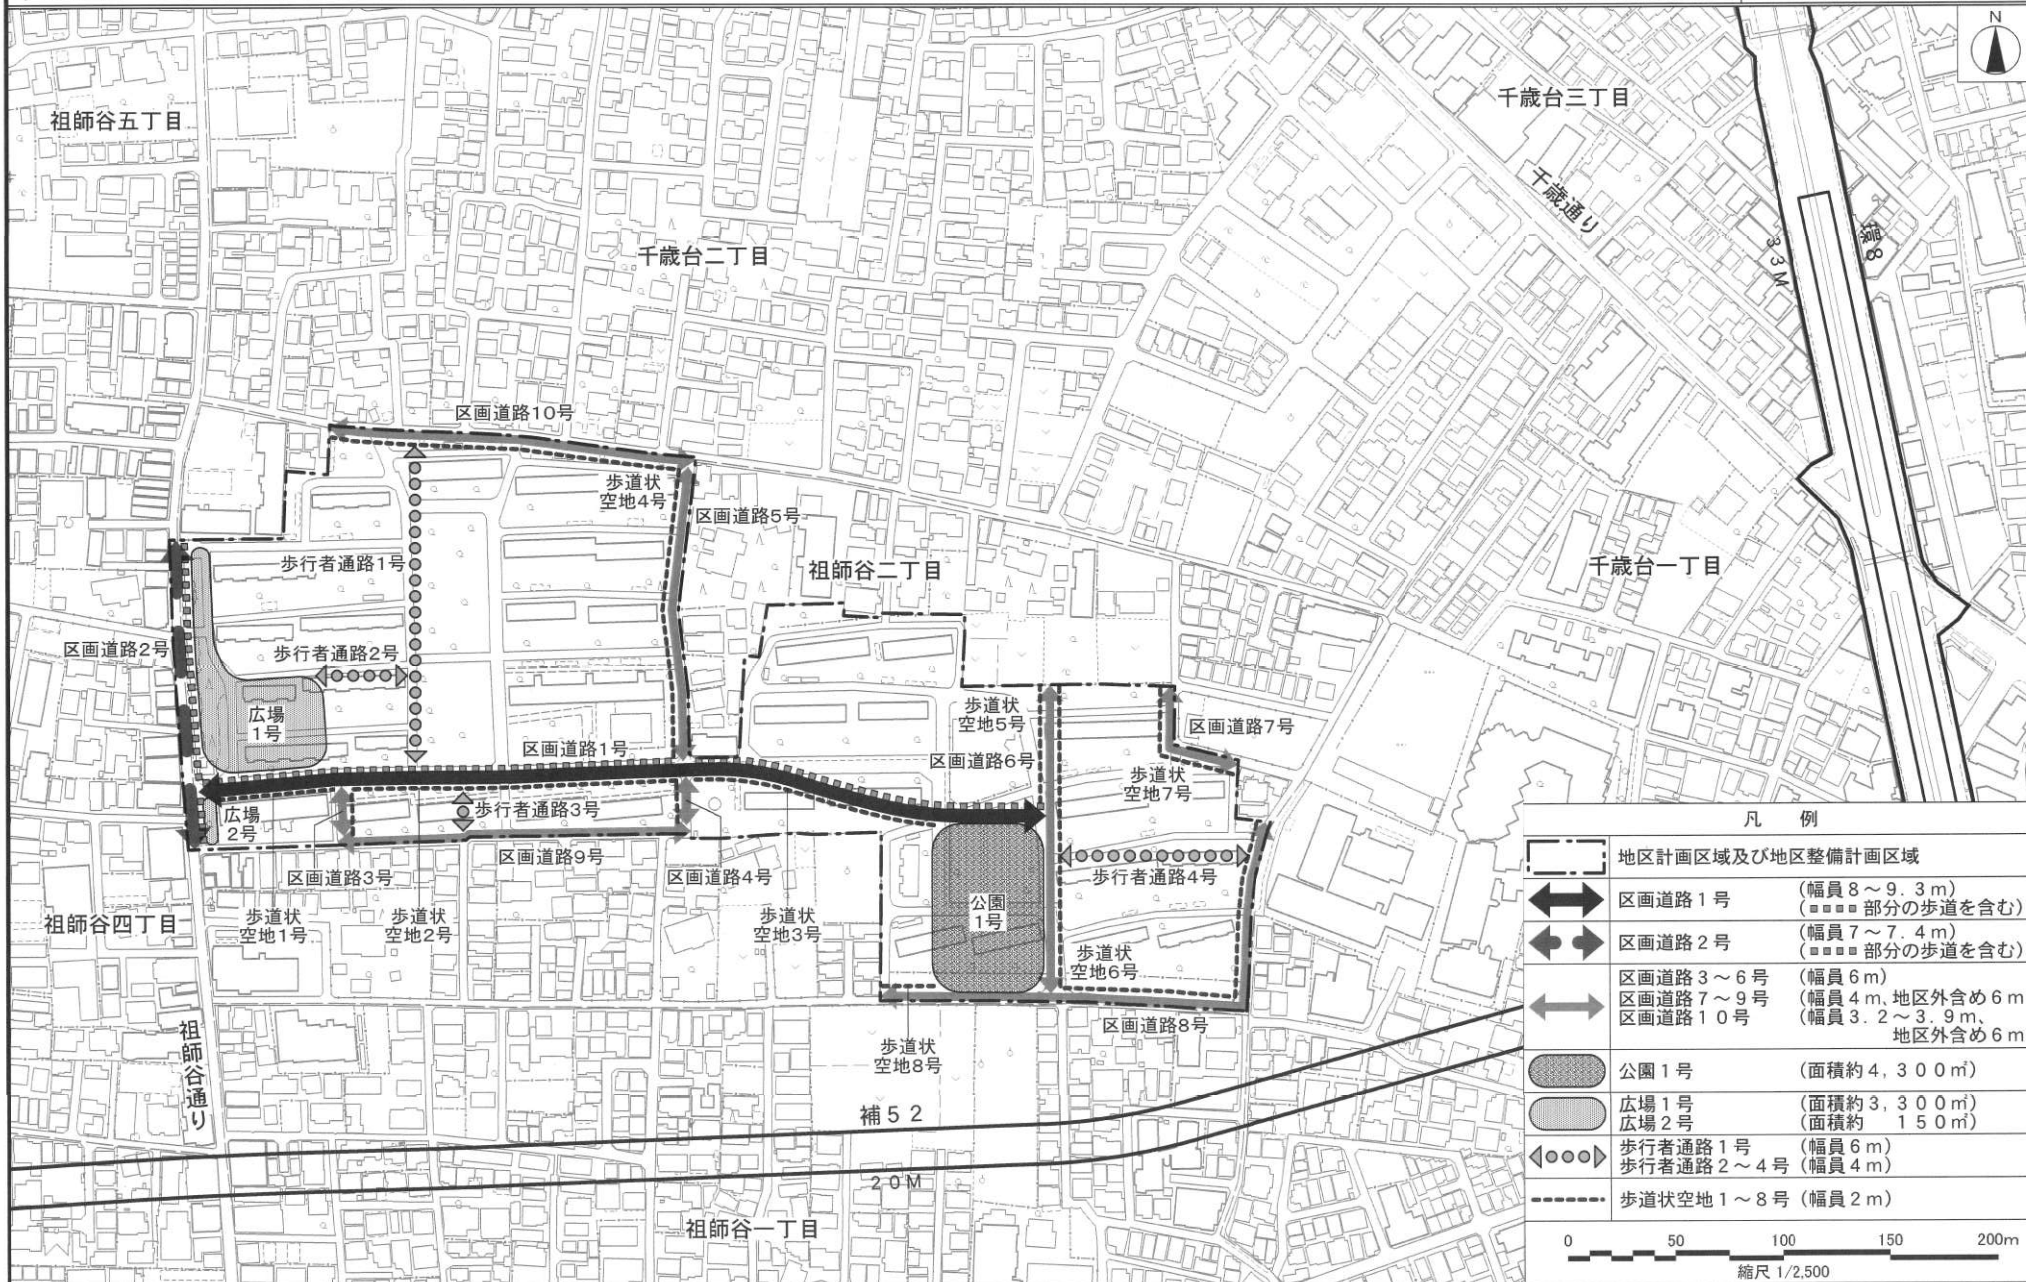 N
祖師谷五丁目
千歳台三丁目
千歳通り
環8
33M
千歳台二丁目
区画道路10号
歩道状
空地4号
区画道路5号
歩行者通路1号
祖師谷二丁目
千歳台一丁目
区画道路2号
歩行者通路2号
広場
1号
区画道路1号
歩道状
空地5号
区画道路7号
区画道路6号
歩道状
空地7号
広場
2号
歩行者通路3号
区画道路9号
区画道路3号
区画道路4号
歩行者通路4号
祖師谷四丁目
歩道状
空地1号
歩道状
空地2号
歩道状
空地3号
公園
1号
歩道状
空地6号
区画道路8号
歩道状
空地8号
祖師谷通り
補52
20M
祖師谷一丁目
凡 例
地区計画区域及び地区整備計画区域
区画道路1号 (幅員8～9.3m)
(部分の歩道を含む)
区画道路2号 (幅員7～7.4m)
(部分の歩道を含む)
区画道路3～6号 (幅員6m)
区画道路7～9号 (幅員4m、地区外含め6m
区画道路10号 (幅員3.2～3.9m、
地区外含め6m
公園1号 (面積約4,300㎡)
広場1号 (面積約3,300㎡)
広場2号 (面積約 150㎡)
歩行者通路1号 (幅員6m)
歩行者通路2～4号 (幅員4m)
歩道状空地1～8号 (幅員2m)
0 50 100 150 200m
縮尺 1/2,500